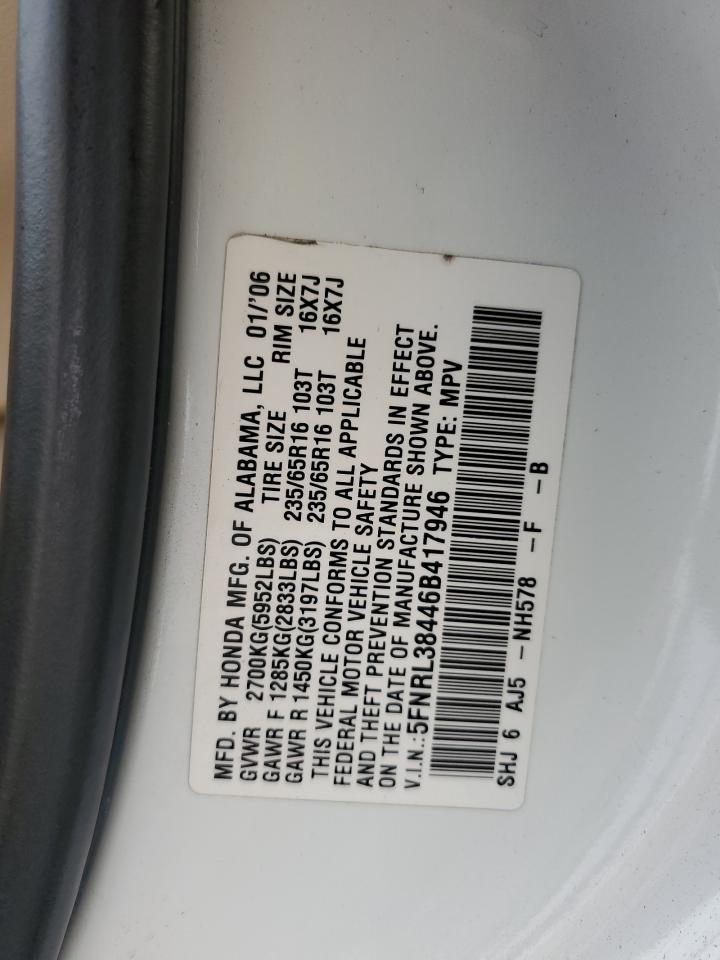 MFD. BY HONDA MFG. OF ALABAMA, LLC 01/'06
GVWR 2700KG(5952LBS) TIRE SIZE RIM SIZE
GAWR F 1285KG(2833LBS) 235/65R16 103T 16X7J
GAWR R 1450KG(3197LBS) 235/65R16 103T 16X7J
THIS VEHICLE CONFORMS TO ALL APPLICABLE
FEDERAL MOTOR VEHICLE SAFETY
AND THEFT PREVENTION STANDARDS IN EFFECT
ON THE DATE OF MANUFACTURE SHOWN ABOVE.
V.I.N.:5FNRL38446B417946 TYPE: MPV
SHJ 6 AJ5 -NH578 -F -B